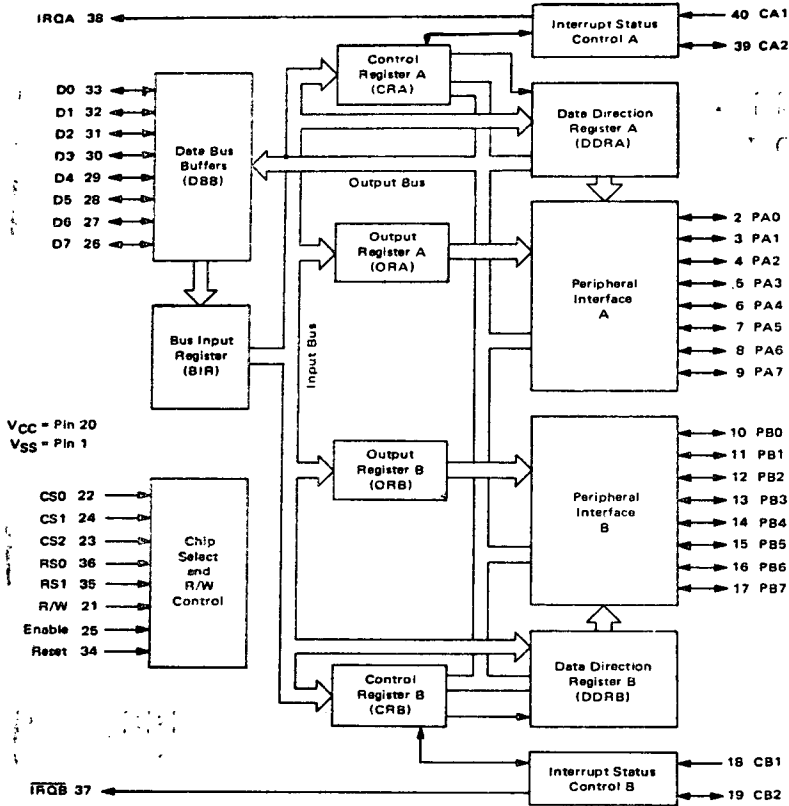 IRQA 38
Interrupt Status
Control A
40 CA1
39 CA2
Control
Register A
(CRA)
D0 33
D1 32
D2 31
D3 30
D4 29
D5 28
D6 27
D7 26
Data Bus
Buffers
(DBB)
Data Direction
Register A
(DDRA)
Output Bus
Output
Register A
(ORA)
Peripheral
Interface
A
2 PA0
3 PA1
4 PA2
5 PA3
6 PA4
7 PA5
8 PA6
9 PA7
Bus Input
Register
(BIR)
Input Bus
VCC = Pin 20
VSS = Pin 1
Output
Register B
(ORB)
Peripheral
Interface
B
10 PB0
11 PB1
12 PB2
13 PB3
14 PB4
15 PB5
16 PB6
17 PB7
CS0 22
CS1 24
CS2 23
RS0 36
RS1 35
R/W 21
Enable 25
Reset 34
Chip
Select
and
R/W
Control
Control
Register B
(CRB)
Data Direction
Register B
(DDRB)
IRQB 37
Interrupt Status
Control B
18 CB1
19 CB2